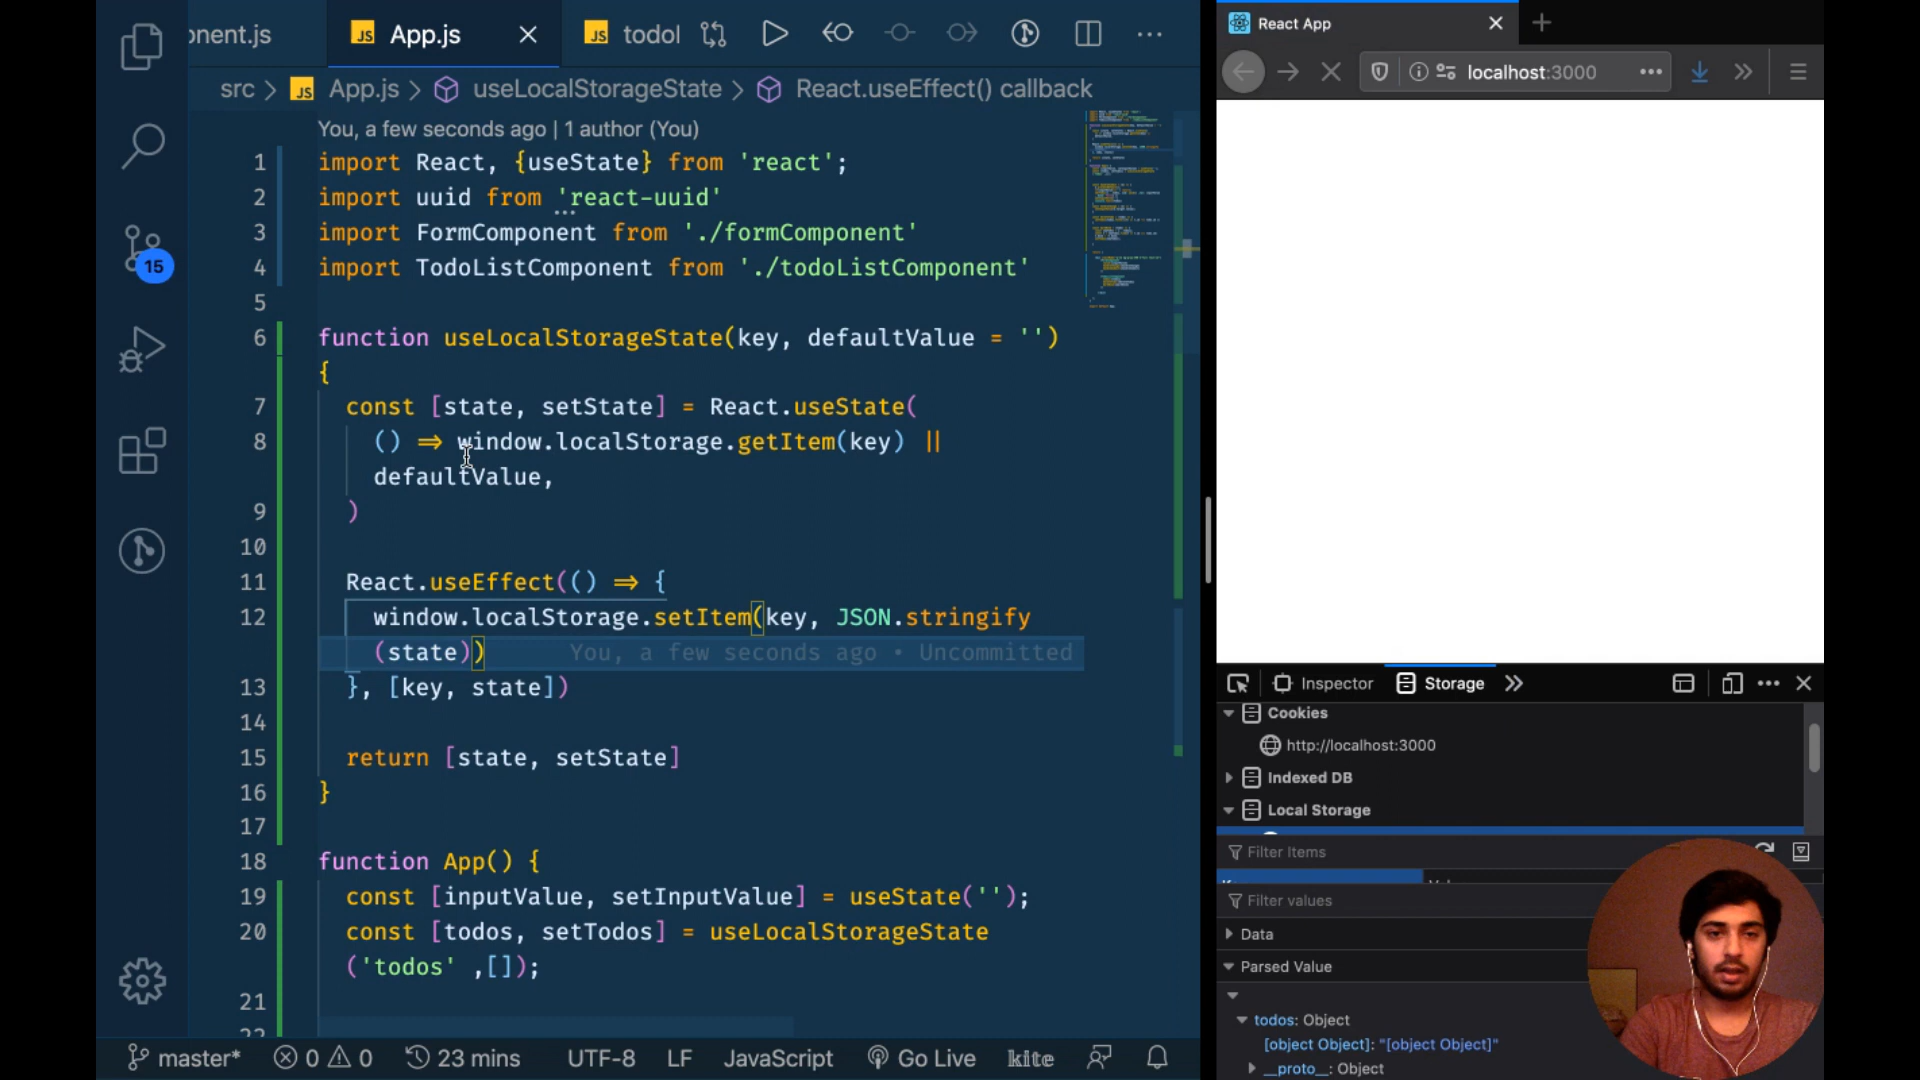 onent.js
JS App.js
JS todol
src > JS App.js > useLocalStorageState > React.useEffect() callback
You, a few seconds ago | 1 author (You)
1 import React, {useState} from 'react';
2 import uuid from 'react-uuid'
3 import FormComponent from './formComponent'
4 import TodoListComponent from './todoListComponent'
5
6 function useLocalStorageState(key, defaultValue = '')
{
7 const [state, setState] = React.useState(
8 () => window.localStorage.getItem(key) ||
defaultValue,
9 )
10
11 React.useEffect(() => {
12 window.localStorage.setItem(key, JSON.stringify
(state)) You, a few seconds ago • Uncommitted
13 }, [key, state])
14
15 return [state, setState]
16 }
17
18 function App() {
19 const [inputValue, setInputValue] = useState('');
20 const [todos, setTodos] = useLocalStorageState
('todos' ,[]);
21
22
15
master* 0 0 23 mins UTF-8 LF JavaScript Go Live kite
React App
localhost:3000
Inspector Storage
Cookies
http://localhost:3000
Indexed DB
Local Storage
Filter Items
Filter values
Data
Parsed Value
todos: Object
[object Object]: "[object Object]"
__proto__: Object